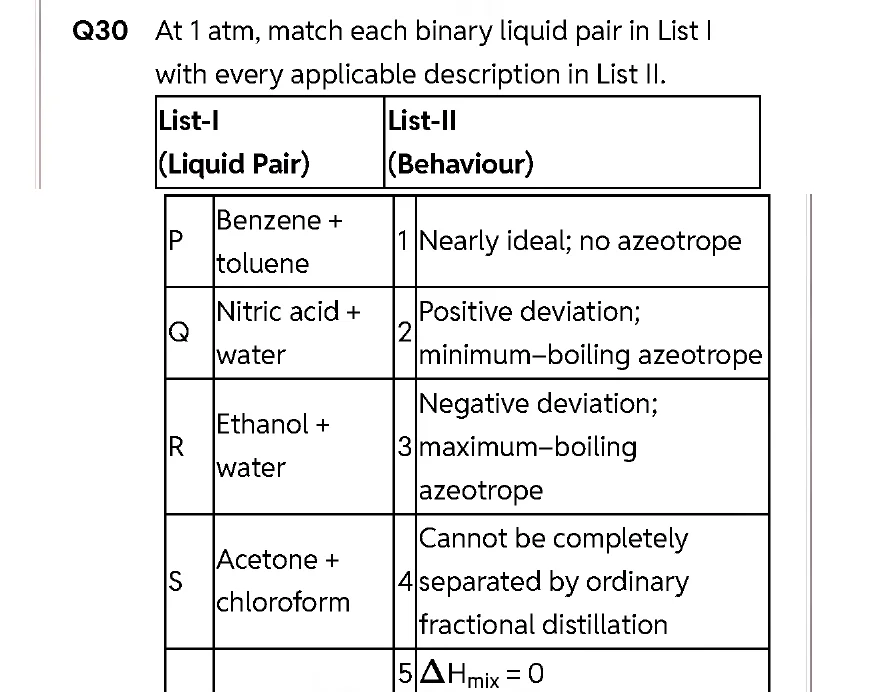 Q30 At 1 atm, match each binary liquid pair in List I
with every applicable description in List II.
List-I List-II
(Liquid Pair) (Behaviour)
P Benzene + toluene 1 Nearly ideal; no azeotrope
Q Nitric acid + water 2 Positive deviation; minimum–boiling azeotrope
R Ethanol + water 3 Negative deviation; maximum–boiling azeotrope
S Acetone + chloroform 4 Cannot be completely separated by ordinary fractional distillation
5 ΔHmix = 0